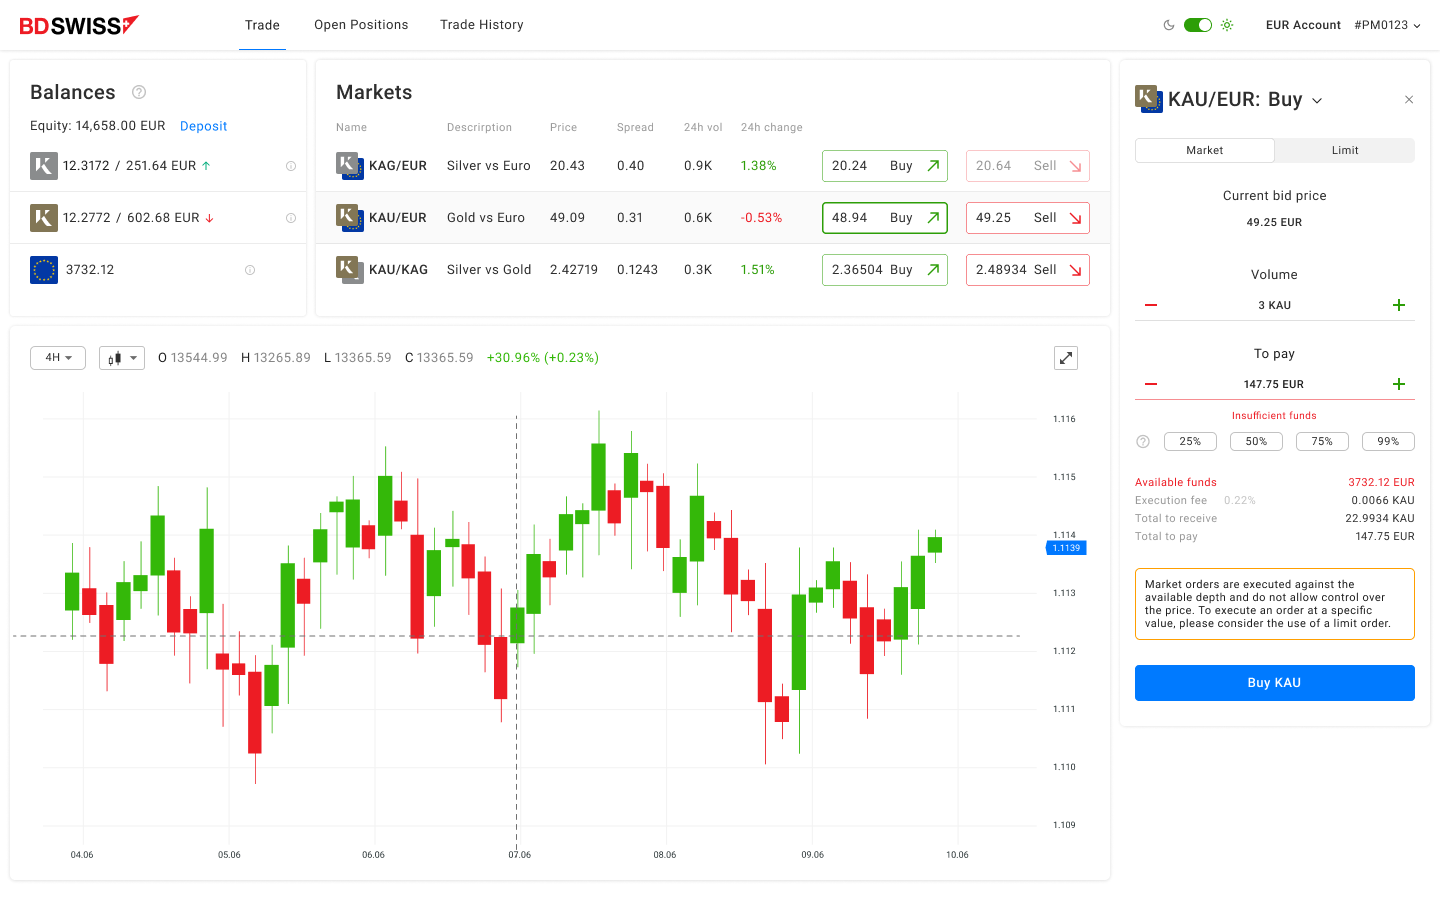 BDSWISS
Trade
Open Positions
Trade History
EUR Account
#PM0123
Balances
?
Equity: 14,658.00 EUR
Deposit
12.3172 / 251.64 EUR
12.2772 / 602.68 EUR
3732.12
Markets
Name Descrirption Price Spread 24h vol 24h change
KAG/EUR Silver vs Euro 20.43 0.40 0.9K 1.38% 20.24 Buy 20.64 Sell
KAU/EUR Gold vs Euro 49.09 0.31 0.6K -0.53% 48.94 Buy 49.25 Sell
KAU/KAG Silver vs Gold 2.42719 0.1243 0.3K 1.51% 2.36504 Buy 2.48934 Sell
4H
O 13544.99 H 13265.89 L 13365.59 C 13365.59 +30.96% (+0.23%)
1.116
1.115
1.114
1.1139
1.113
1.112
1.111
1.110
1.109
04.06 05.06 06.06 07.06 08.06 09.06 10.06
KAU/EUR: Buy
Market
Limit
Current bid price
49.25 EUR
Volume
3 KAU
To pay
147.75 EUR
Insufficient funds
? 25% 50% 75% 99%
Available funds 3732.12 EUR
Execution fee 0.22% 0.0066 KAU
Total to receive 22.9934 KAU
Total to pay 147.75 EUR
Market orders are executed against the
available depth and do not allow control over
the price. To execute an order at a specific
value, please consider the use of a limit order.
Buy KAU